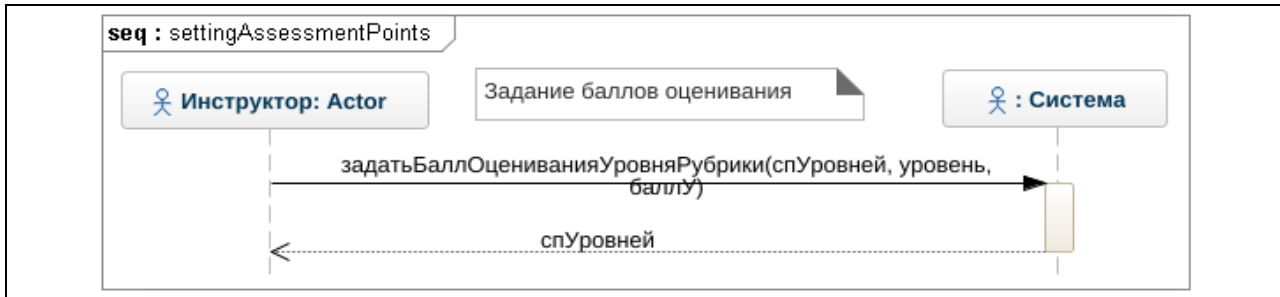 seq : settingAssessmentPoints
Инструктор: Actor
Задание баллов оценивания
: Система
задатьБаллОцениванияУровняРубрики(спУровней, уровень,
баллУ)
спУровней